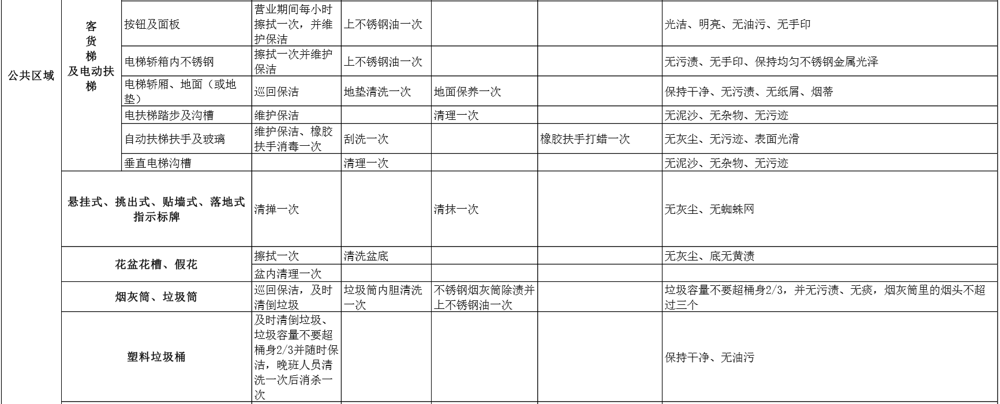 公共区域
客
货
梯
及电动扶
梯
按钮及面板
营业期间每小时
擦拭一次，并维
护保洁
上不锈钢油一次
光洁、明亮、无油污、无手印
电梯轿箱内不锈钢
擦拭一次并维护
保洁
上不锈钢油一次
无污渍、无手印、保持均匀不锈钢金属光泽
电梯轿厢、地面（或地
垫）
巡回保洁
地垫清洗一次
地面保养一次
保持干净、无污渍、无纸屑、烟蒂
电扶梯踏步及沟槽
维护保洁
清理一次
无泥沙、无杂物、无污迹
自动扶梯扶手及玻璃
维护保洁、橡胶
扶手消毒一次
刮洗一次
橡胶扶手打蜡一次
无灰尘、无污迹、表面光滑
垂直电梯沟槽
清理一次
无泥沙、无杂物、无污迹
悬挂式、挑出式、贴墙式、落地式
指示标牌
清掸一次
清抹一次
无灰尘、无蜘蛛网
花盆花槽、假花
擦拭一次
清洗盆底
无灰尘、底无黄渍
盆内清理一次
烟灰筒、垃圾筒
巡回保洁，及时
清倒垃圾
垃圾筒内胆清洗
一次
不锈钢烟灰筒除渍并
上不锈钢油一次
垃圾容量不要超桶身2/3，并无污渍、无痰，烟灰筒里的烟头不超
过三个
塑料垃圾桶
及时清倒垃圾、
垃圾容量不要超
桶身2/3并随时保
洁，晚班人员清
洗一次后消杀一
次
保持干净、无油污